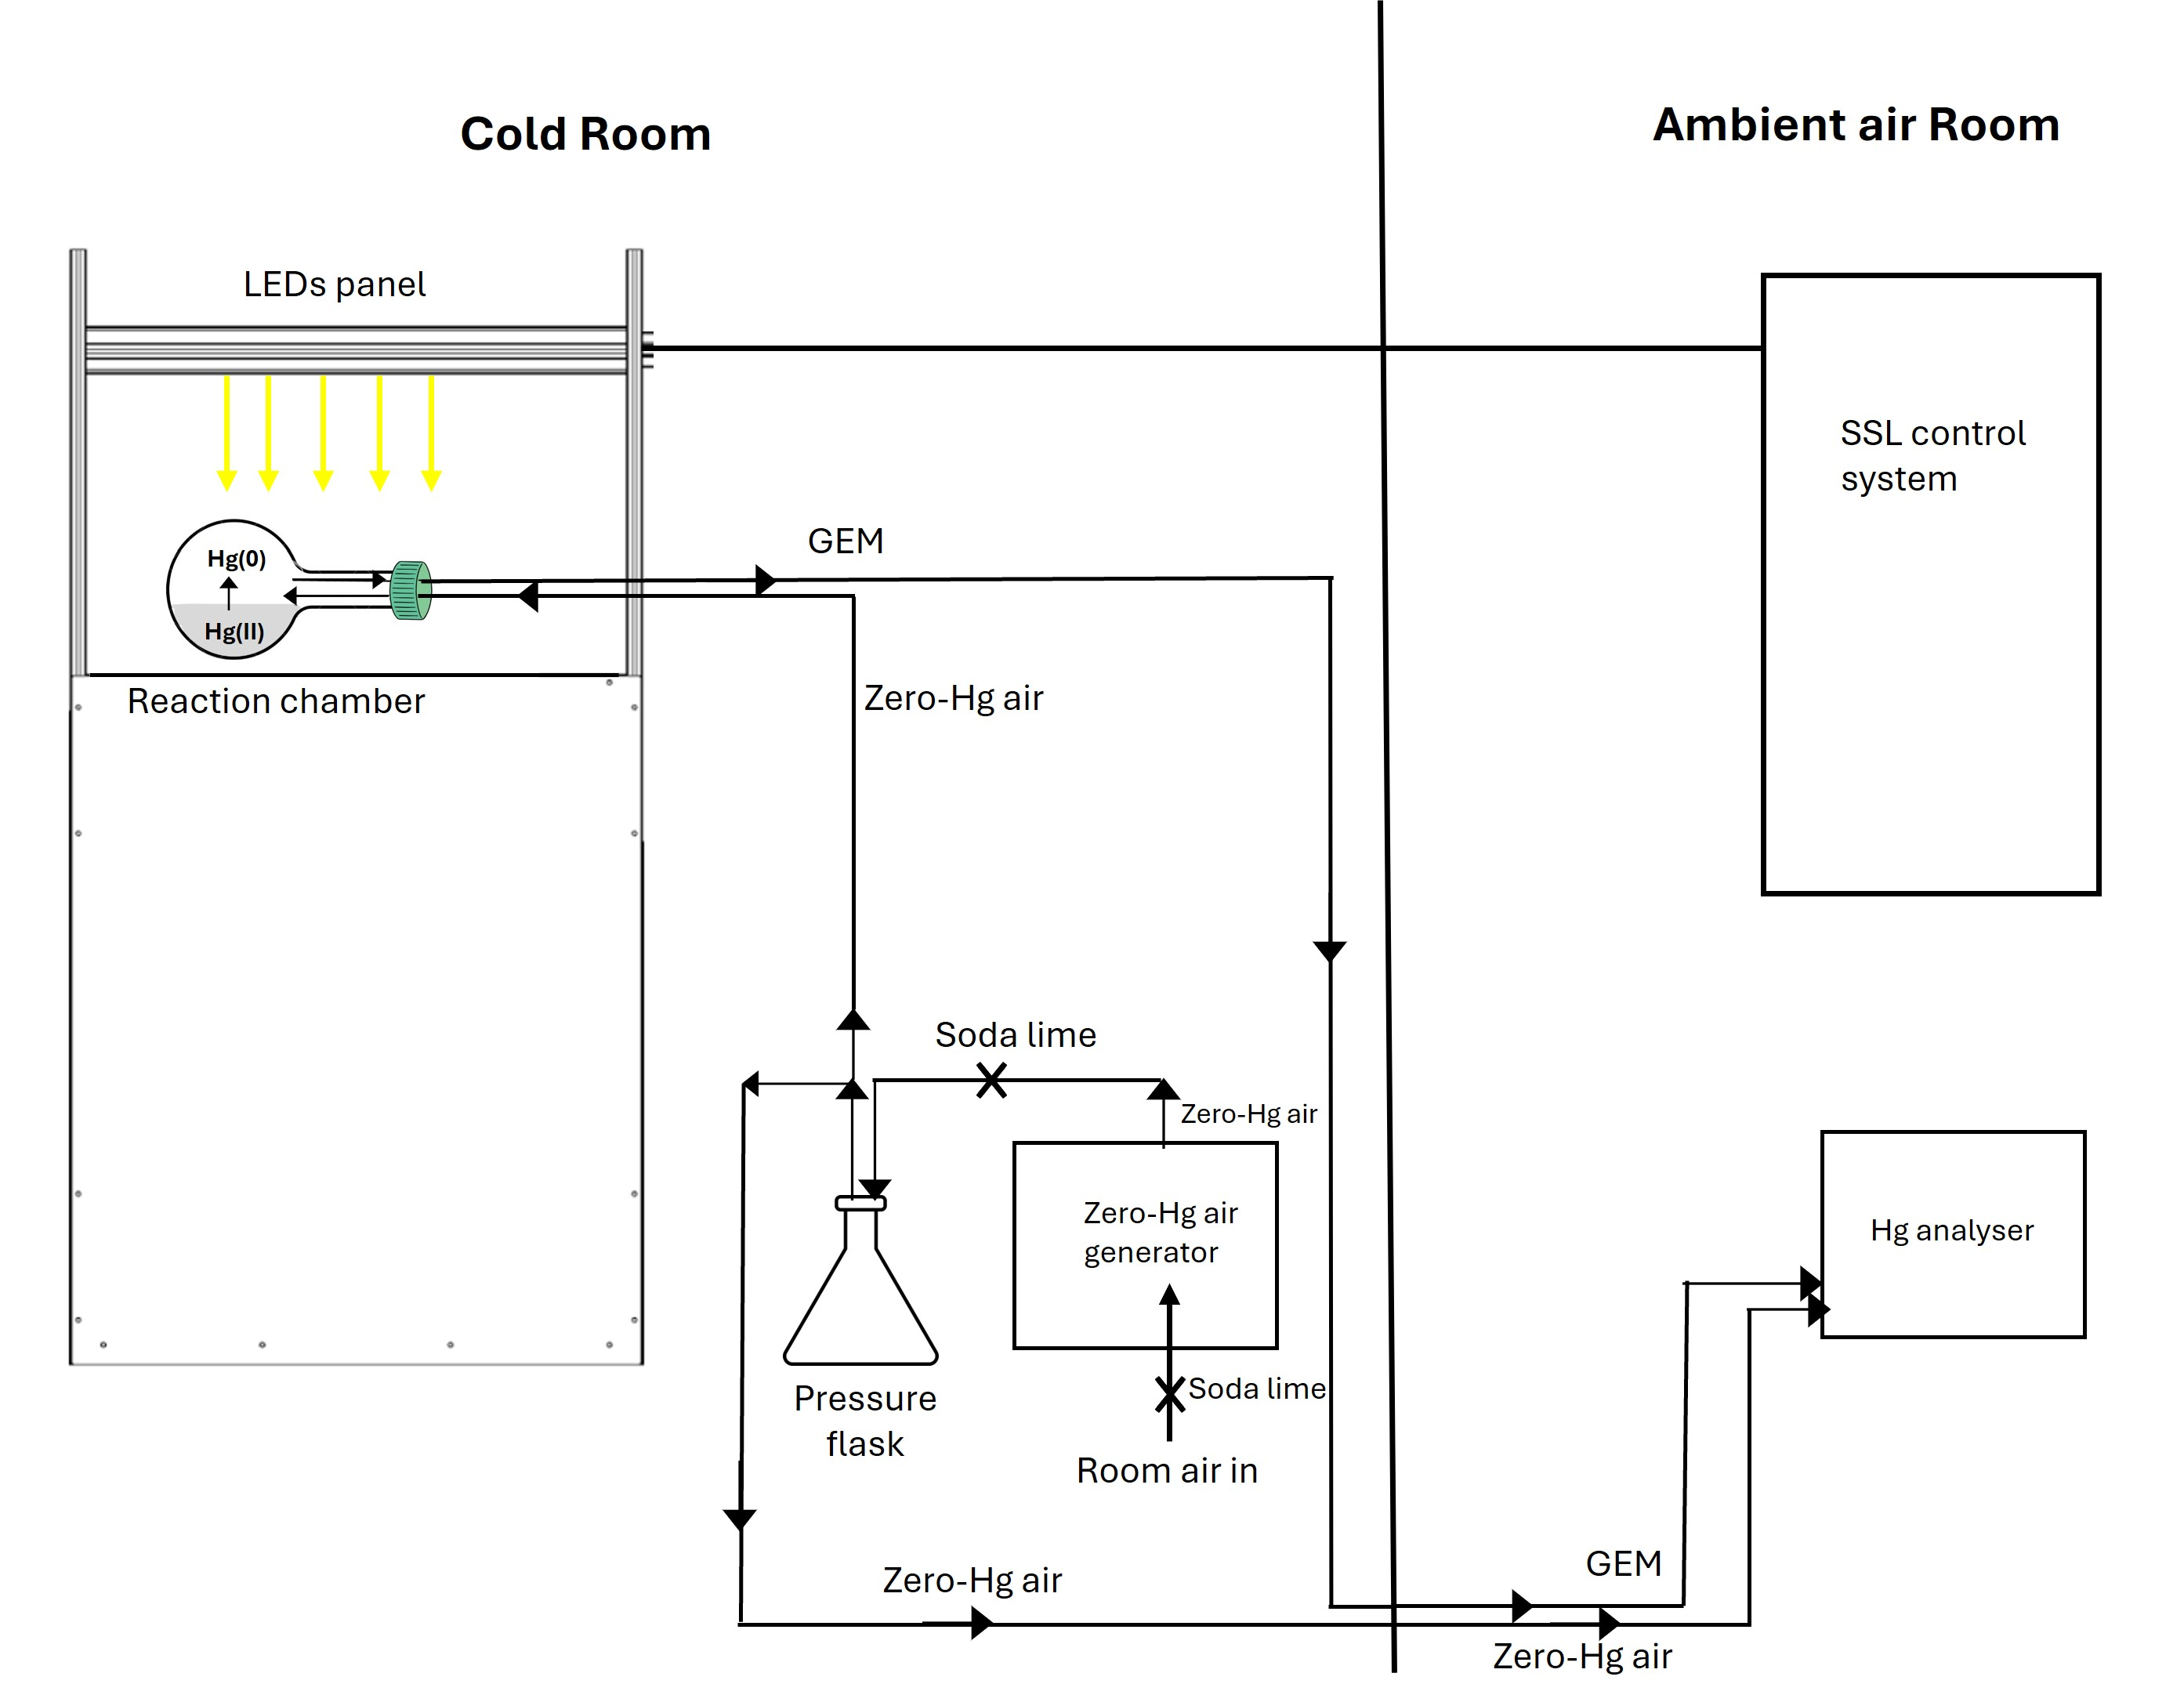 Cold Room
Ambient air Room
LEDs panel
SSL control
system
GEM
Hg(0)
Hg(II)
Reaction chamber
Zero-Hg air
Soda lime
Zero-Hg air
Zero-Hg air
generator
Hg analyser
Soda lime
Pressure
flask
Room air in
GEM
Zero-Hg air
Zero-Hg air